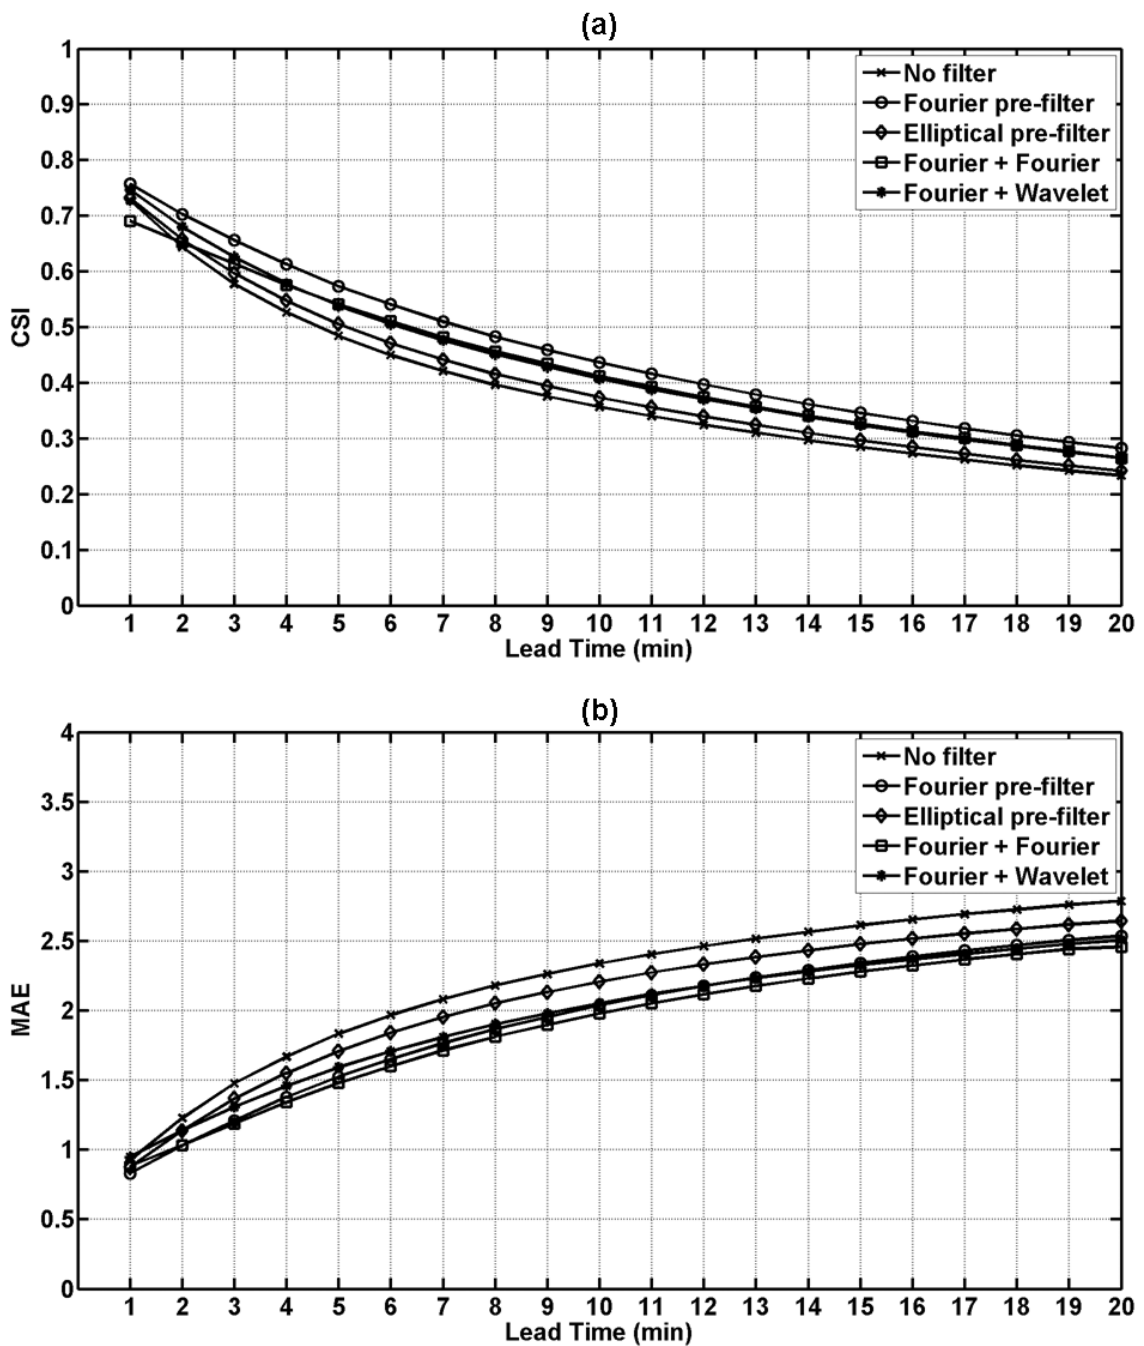 (a)
No filter
Fourier pre-filter
Elliptical pre-filter
Fourier + Fourier
Fourier + Wavelet
CSI
1
0.9
0.8
0.7
0.6
0.5
0.4
0.3
0.2
0.1
0
1 2 3 4 5 6 7 8 9 10 11 12 13 14 15 16 17 18 19 20
Lead Time (min)
(b)
No filter
Fourier pre-filter
Elliptical pre-filter
Fourier + Fourier
Fourier + Wavelet
MAE
4
3.5
3
2.5
2
1.5
1
0.5
0
1 2 3 4 5 6 7 8 9 10 11 12 13 14 15 16 17 18 19 20
Lead Time (min)